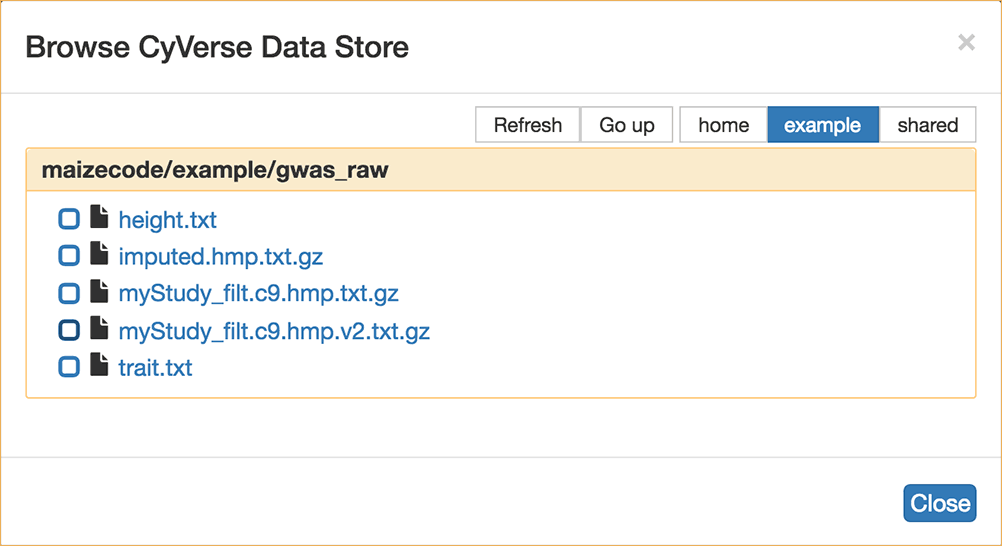 Browse CyVerse Data Store
×
Refresh Go up home example shared
maizecode/example/gwas_raw
height.txt
imputed.hmp.txt.gz
myStudy_filt.c9.hmp.txt.gz
myStudy_filt.c9.hmp.v2.txt.gz
trait.txt
Close